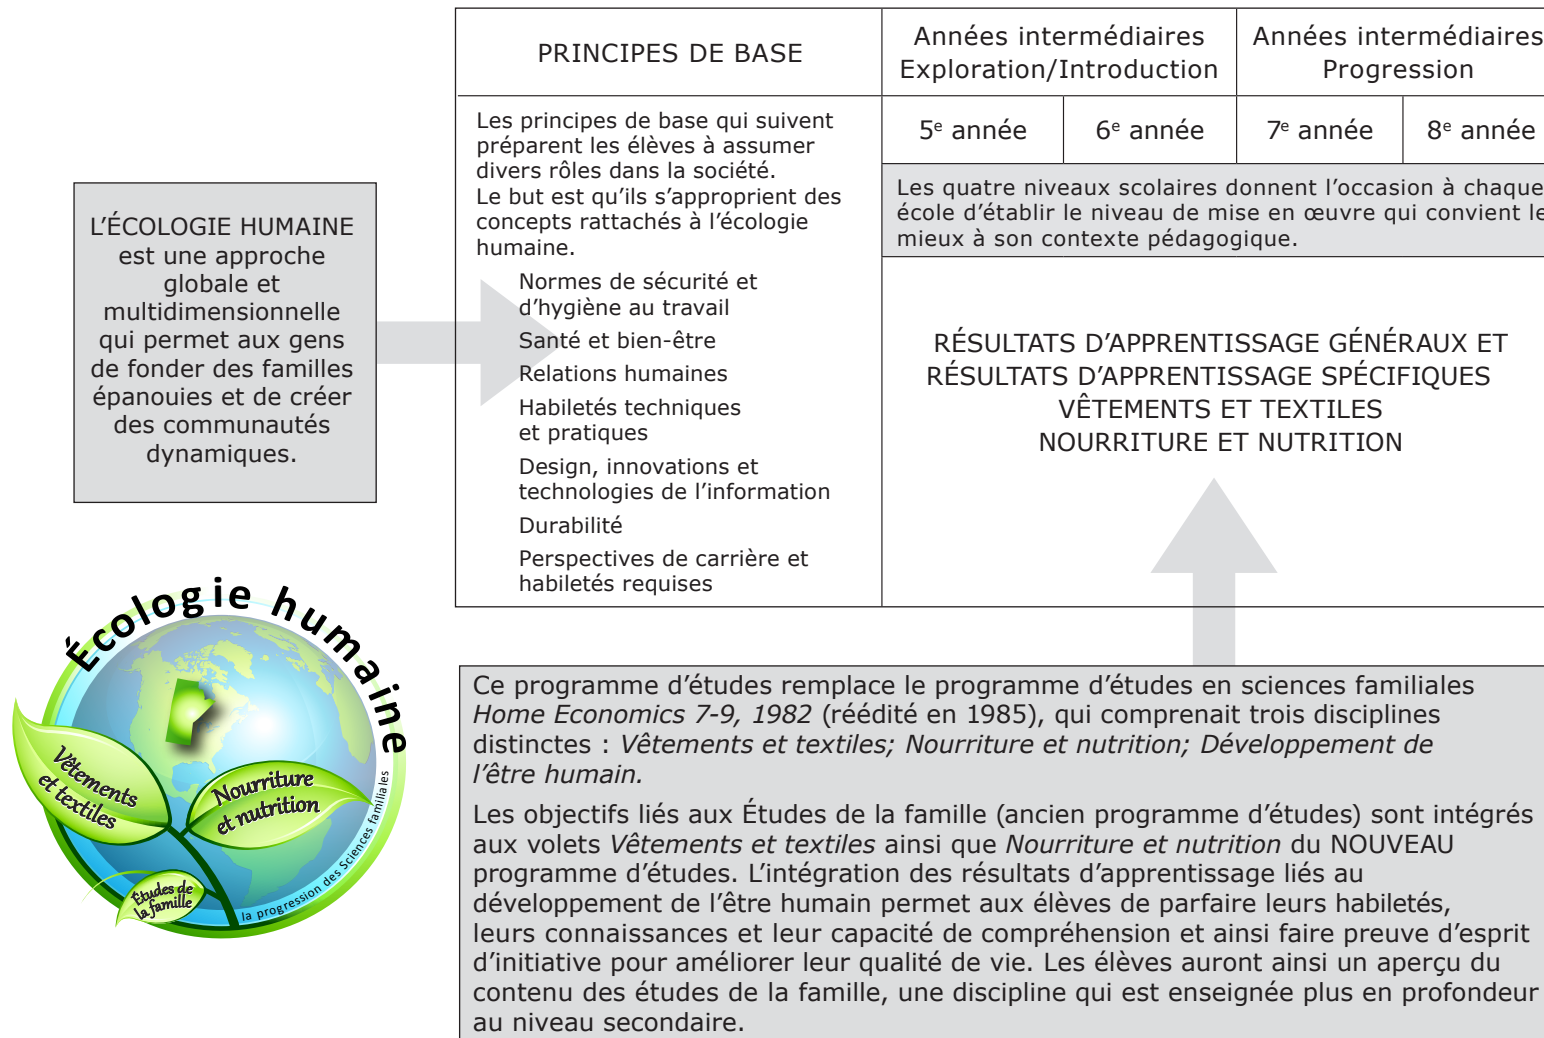 L'ÉCOLOGIE HUMAINE
est une approche
globale et
multidimensionnelle
qui permet aux gens
de fonder des familles
épanouies et de créer
des communautés
dynamiques.
PRINCIPES DE BASE
Les principes de base qui suivent
préparent les élèves à assumer
divers rôles dans la société.
Le but est qu'ils s'approprient des
concepts rattachés à l'écologie
humaine.
Normes de sécurité et
d'hygiène au travail
Santé et bien-être
Relations humaines
Habiletés techniques
et pratiques
Design, innovations et
technologies de l'information
Durabilité
Perspectives de carrière et
habiletés requises
Années intermédiaires
Exploration/Introduction
Années intermédiaires
Progression
5e année
6e année
7e année
8e année
Les quatre niveaux scolaires donnent l'occasion à chaque
école d'établir le niveau de mise en œuvre qui convient le
mieux à son contexte pédagogique.
RÉSULTATS D'APPRENTISSAGE GÉNÉRAUX ET
RÉSULTATS D'APPRENTISSAGE SPÉCIFIQUES
VÊTEMENTS ET TEXTILES
NOURRITURE ET NUTRITION
Écologie humaine
Vêtements
et textiles
Nourriture
et nutrition
Études de
la famille
la progression des Sciences familiales
Ce programme d'études remplace le programme d'études en sciences familiales
Home Economics 7-9, 1982 (réédité en 1985), qui comprenait trois disciplines
distinctes : Vêtements et textiles; Nourriture et nutrition; Développement de
l'être humain.
Les objectifs liés aux Études de la famille (ancien programme d'études) sont intégrés
aux volets Vêtements et textiles ainsi que Nourriture et nutrition du NOUVEAU
programme d'études. L'intégration des résultats d'apprentissage liés au
développement de l'être humain permet aux élèves de parfaire leurs habiletés,
leurs connaissances et leur capacité de compréhension et ainsi faire preuve d'esprit
d'initiative pour améliorer leur qualité de vie. Les élèves auront ainsi un aperçu du
contenu des études de la famille, une discipline qui est enseignée plus en profondeur
au niveau secondaire.